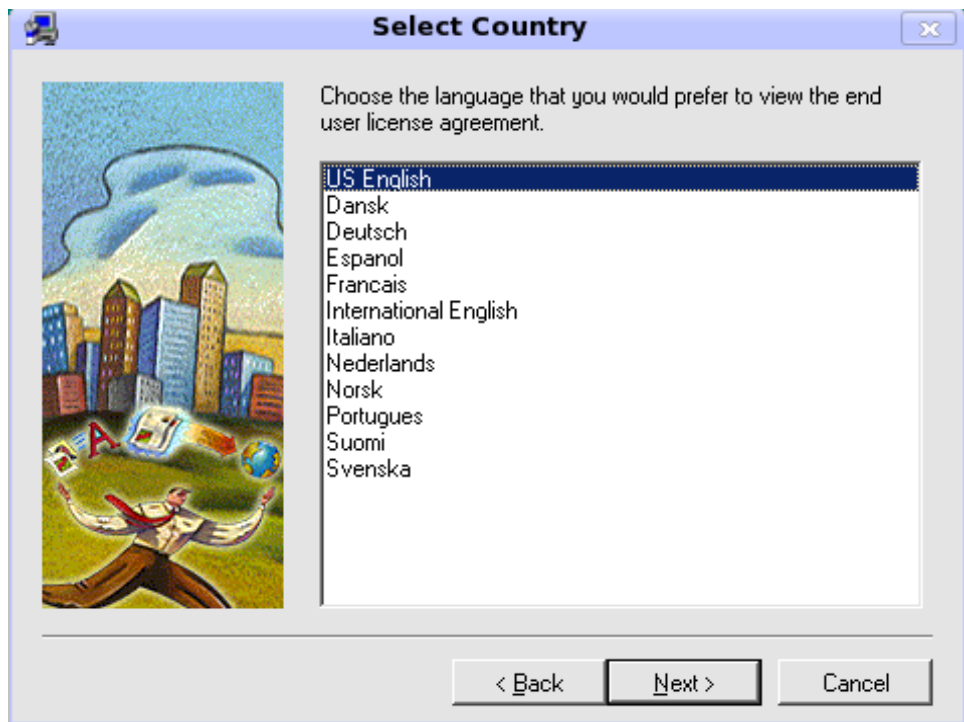 Select Country
Choose the language that you would prefer to view the end
user license agreement.
US English
Dansk
Deutsch
Espanol
Francais
International English
Italiano
Nederlands
Norsk
Portugues
Suomi
Svenska
A
< Back Next > Cancel